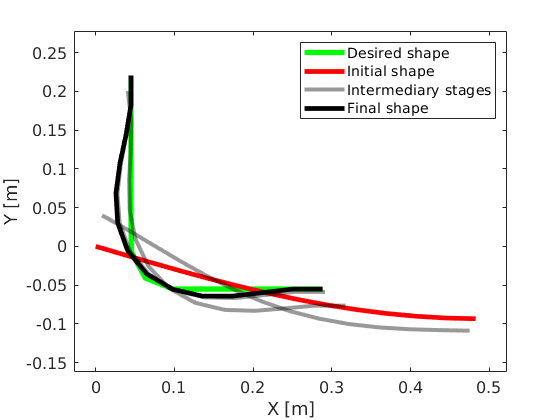 0.25
0.2
0.15
0.1
0.05
0
-0.05
-0.1
-0.15
Y [m]
Desired shape
Initial shape
Intermediary stages
Final shape
0
0.1
0.2
0.3
0.4
0.5
X [m]